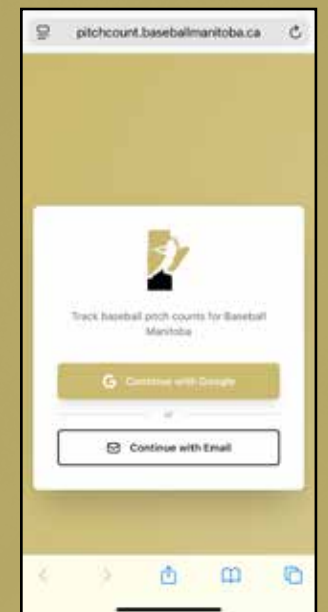 pitchcount.baseballmanitoba.ca
Track baseball pitch counts for Baseball
Manitoba
Continue with Google
or
Continue with Email